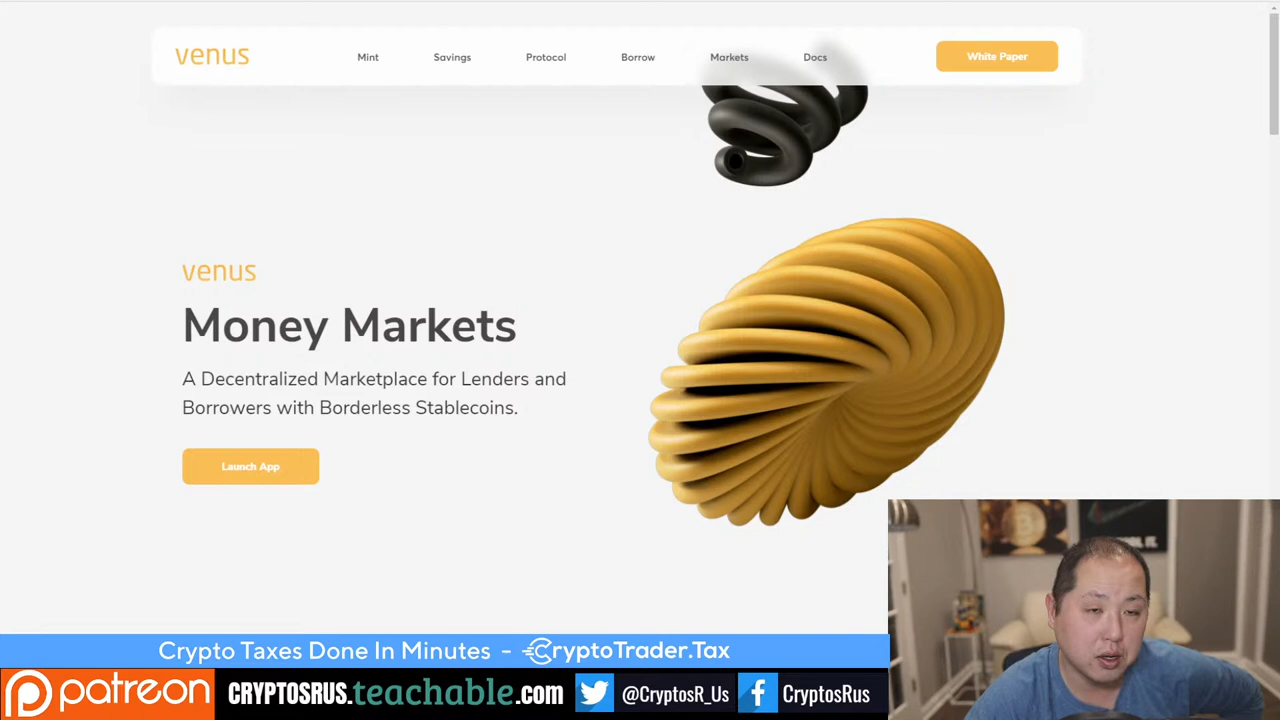 venus
Mint
Savings
Protocol
Borrow
Markets
Docs
White Paper
venus
Money Markets
A Decentralized Marketplace for Lenders and
Borrowers with Borderless Stablecoins.
Launch App
Crypto Taxes Done In Minutes - CryptoTrader.Tax
patreon
CRYPTOSRUS.teachable.com
@CryptosR_Us
CryptosRus